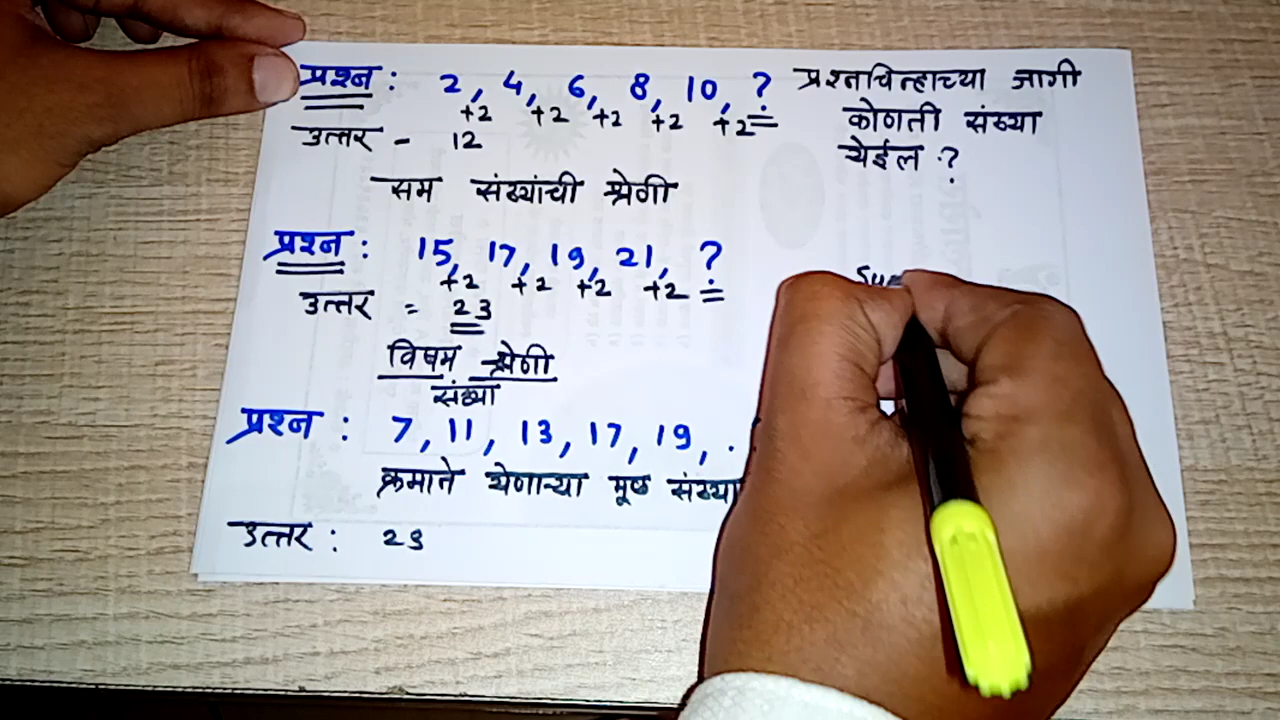 प्रश्न : 2, 4, 6, 8, 10, ? प्रश्नचिन्हाच्या जागी
+2 +2 +2 +2 +2 कोणती संख्या
उत्तर - 12 येईल ?
सम संख्यांची श्रेणी
प्रश्न : 15, 17, 19, 21, ?
+2 +2 +2 +2
उत्तर = 23
विषम श्रेणी
संख्या
प्रश्न : 7, 11, 13, 17, 19, .
क्रमाने येणाऱ्या मूळ संख्या
उत्तर : 23